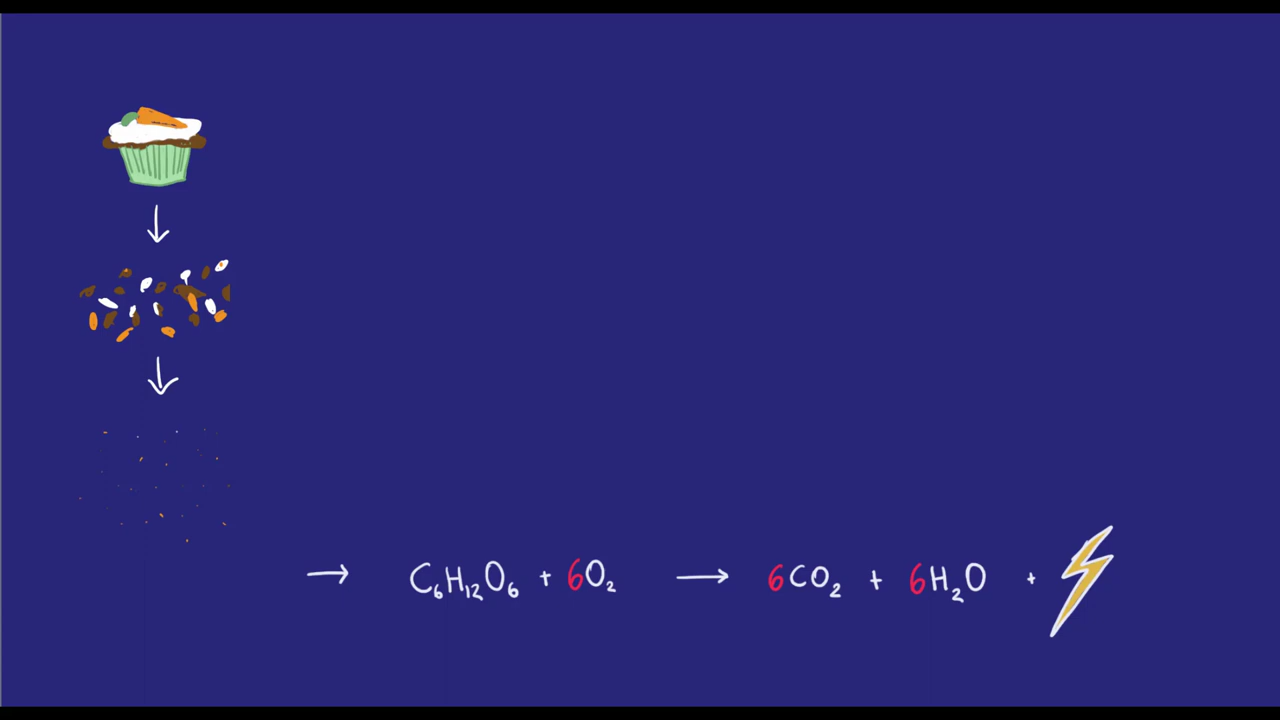 → C₆H₁₂O₆ + 6O₂ → 6CO₂ + 6H₂O +